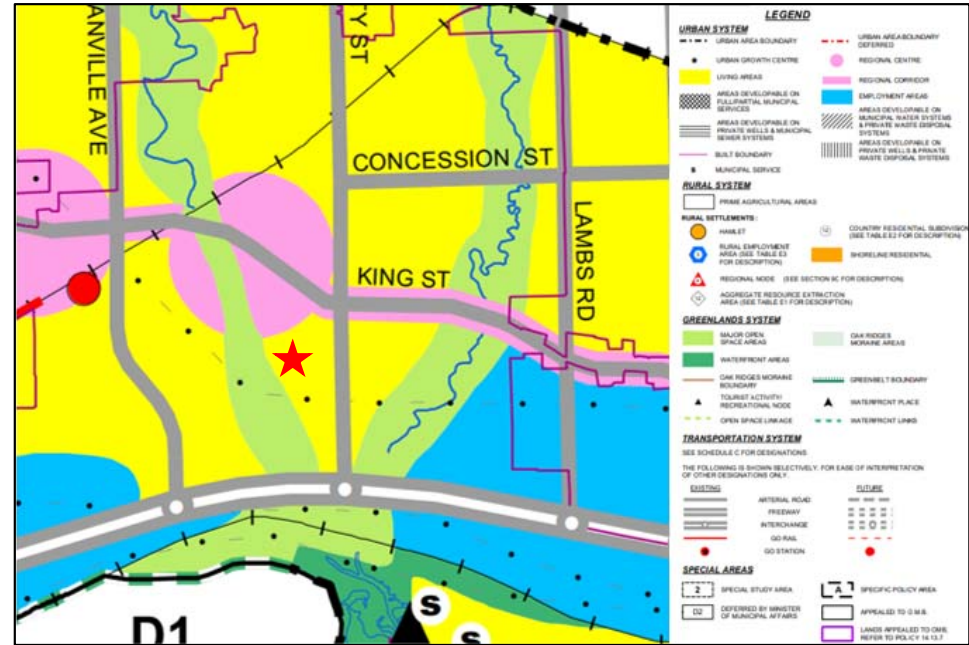 ANVILLE AVE
TY ST
CONCESSION ST
KING ST
LAMBS RD
D1
S
S
LEGEND
URBAN SYSTEM
URBAN AREA BOUNDARY
URBAN AREA BOUNDARY
DEFERRED
URBAN GROWTH CENTRE
REGIONAL CENTRE
LIVING AREAS
REGIONAL CORRIDOR
AREAS DEVELOPABLE ON
FULL/PARTIAL MUNICIPAL
SERVICES
EMPLOYMENT AREAS
AREAS DEVELOPABLE ON
MUNICIPAL WATER SYSTEMS
& PRIVATE WASTE DISPOSAL
SYSTEMS
AREAS DEVELOPABLE ON
PRIVATE WELLS & MUNICIPAL
SEWER SYSTEMS
AREAS DEVELOPABLE ON
PRIVATE WELLS & PRIVATE
WASTE DISPOSAL SYSTEMS
BUILT BOUNDARY
S MUNICIPAL SERVICE
RURAL SYSTEM
PRIME AGRICULTURAL AREAS
RURAL SETTLEMENTS :
HAMLET
COUNTRY RESIDENTIAL SUBDIVISION
(SEE TABLE E2 FOR DESCRIPTION)
RURAL EMPLOYMENT
AREA (SEE TABLE E3
FOR DESCRIPTION)
SHORELINE RESIDENTIAL
REGIONAL NODE (SEE SECTION 9C FOR DESCRIPTION)
AGGREGATE RESOURCE EXTRACTION
AREA (SEE TABLE E1 FOR DESCRIPTION)
GREENLANDS SYSTEM
MAJOR OPEN
SPACE AREAS
OAK RIDGES
MORAINE AREAS
WATERFRONT AREAS
OAK RIDGES MORAINE
BOUNDARY
GREENBELT BOUNDARY
TOURIST ACTIVITY/
RECREATIONAL NODE
WATERFRONT PLACE
OPEN SPACE LINKAGE
WATERFRONT LINKS
TRANSPORTATION SYSTEM
SEE SCHEDULE C FOR DESIGNATIONS
THE FOLLOWING IS SHOWN SELECTIVELY, FOR EASE OF INTERPRETATION
OF OTHER DESIGNATIONS ONLY.
EXISTING
FUTURE
ARTERIAL ROAD
FREEWAY
INTERCHANGE
GO RAIL
GO STATION
SPECIAL AREAS
2 SPECIAL STUDY AREA
A SPECIFIC POLICY AREA
D2 DEFERRED BY MINISTER
OF MUNICIPAL AFFAIRS
APPEALED TO O.M.B.
LANDS APPEALED TO OMB,
REFER TO POLICY 14.13.7